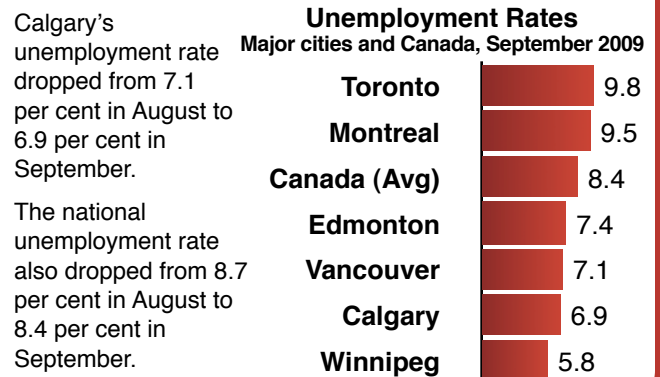 Calgary's
unemployment rate
dropped from 7.1
per cent in August to
6.9 per cent in
September.
The national
unemployment rate
also dropped from 8.7
per cent in August to
8.4 per cent in
September.
Unemployment Rates
Major cities and Canada, September 2009
Toronto 9.8
Montreal 9.5
Canada (Avg) 8.4
Edmonton 7.4
Vancouver 7.1
Calgary 6.9
Winnipeg 5.8